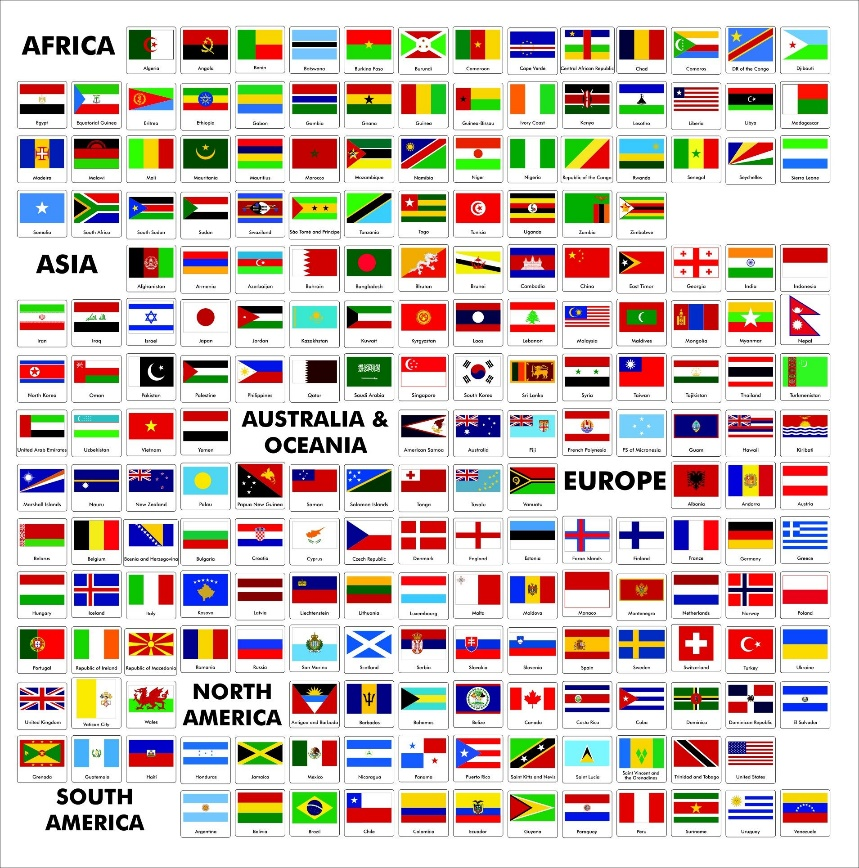 AFRICA
Algeria Angola Benin Botswana Burkina Faso Burundi Cameroon Cape Verde Central African Republic Chad Comoros DR of the Congo Djibouti
Egypt Equatorial Guinea Eritrea Ethiopia Gabon Gambia Ghana Guinea Guinea-Bissau Ivory Coast Kenya Lesotho Liberia Libya Madagascar
Madeira Malawi Mali Mauritania Mauritius Morocco Mozambique Namibia Niger Nigeria Republic of the Congo Rwanda Senegal Seychelles Sierra Leone
Somalia South Africa South Sudan Sudan Swaziland São Tomé and Príncipe Tanzania Togo Tunisia Uganda Zambia Zimbabwe
ASIA
Afghanistan Armenia Azerbaijan Bahrain Bangladesh Bhutan Brunei Cambodia China East Timor Georgia India Indonesia
Iran Iraq Israel Japan Jordan Kazakhstan Kuwait Kyrgyzstan Laos Lebanon Malaysia Maldives Mongolia Myanmar Nepal
North Korea Oman Pakistan Palestine Philippines Qatar Saudi Arabia Singapore South Korea Sri Lanka Syria Taiwan Tajikistan Thailand Turkmenistan
United Arab Emirates Uzbekistan Vietnam Yemen
AUSTRALIA &
OCEANIA
American Samoa Australia Fiji French Polynesia FS of Micronesia Guam Hawaii Kiribati
Marshall Islands Nauru New Zealand Palau Papua New Guinea Samoa Solomon Islands Tonga Tuvalu Vanuatu
EUROPE
Albania Andorra Austria
Belarus Belgium Bosnia and Herzegovina Bulgaria Croatia Cyprus Czech Republic Denmark England Estonia Faroe Islands Finland France Germany Greece
Hungary Iceland Italy Kosovo Latvia Liechtenstein Lithuania Luxembourg Malta Moldova Monaco Montenegro Netherlands Norway Poland
Portugal Republic of Ireland Republic of Macedonia Romania Russia San Marino Scotland Serbia Slovakia Slovenia Spain Sweden Switzerland Turkey Ukraine
United Kingdom Vatican City Wales
NORTH
AMERICA
Antigua and Barbuda Barbados Bahamas Belize Canada Costa Rica Cuba Dominica Dominican Republic El Salvador
Grenada Guatemala Haiti Honduras Jamaica Mexico Nicaragua Panama Puerto Rico Saint Kitts and Nevis Saint Lucia Saint Vincent and the Grenadines Trinidad and Tobago United States
SOUTH
AMERICA
Argentina Bolivia Brazil Chile Colombia Ecuador Guyana Paraguay Peru Suriname Uruguay Venezuela